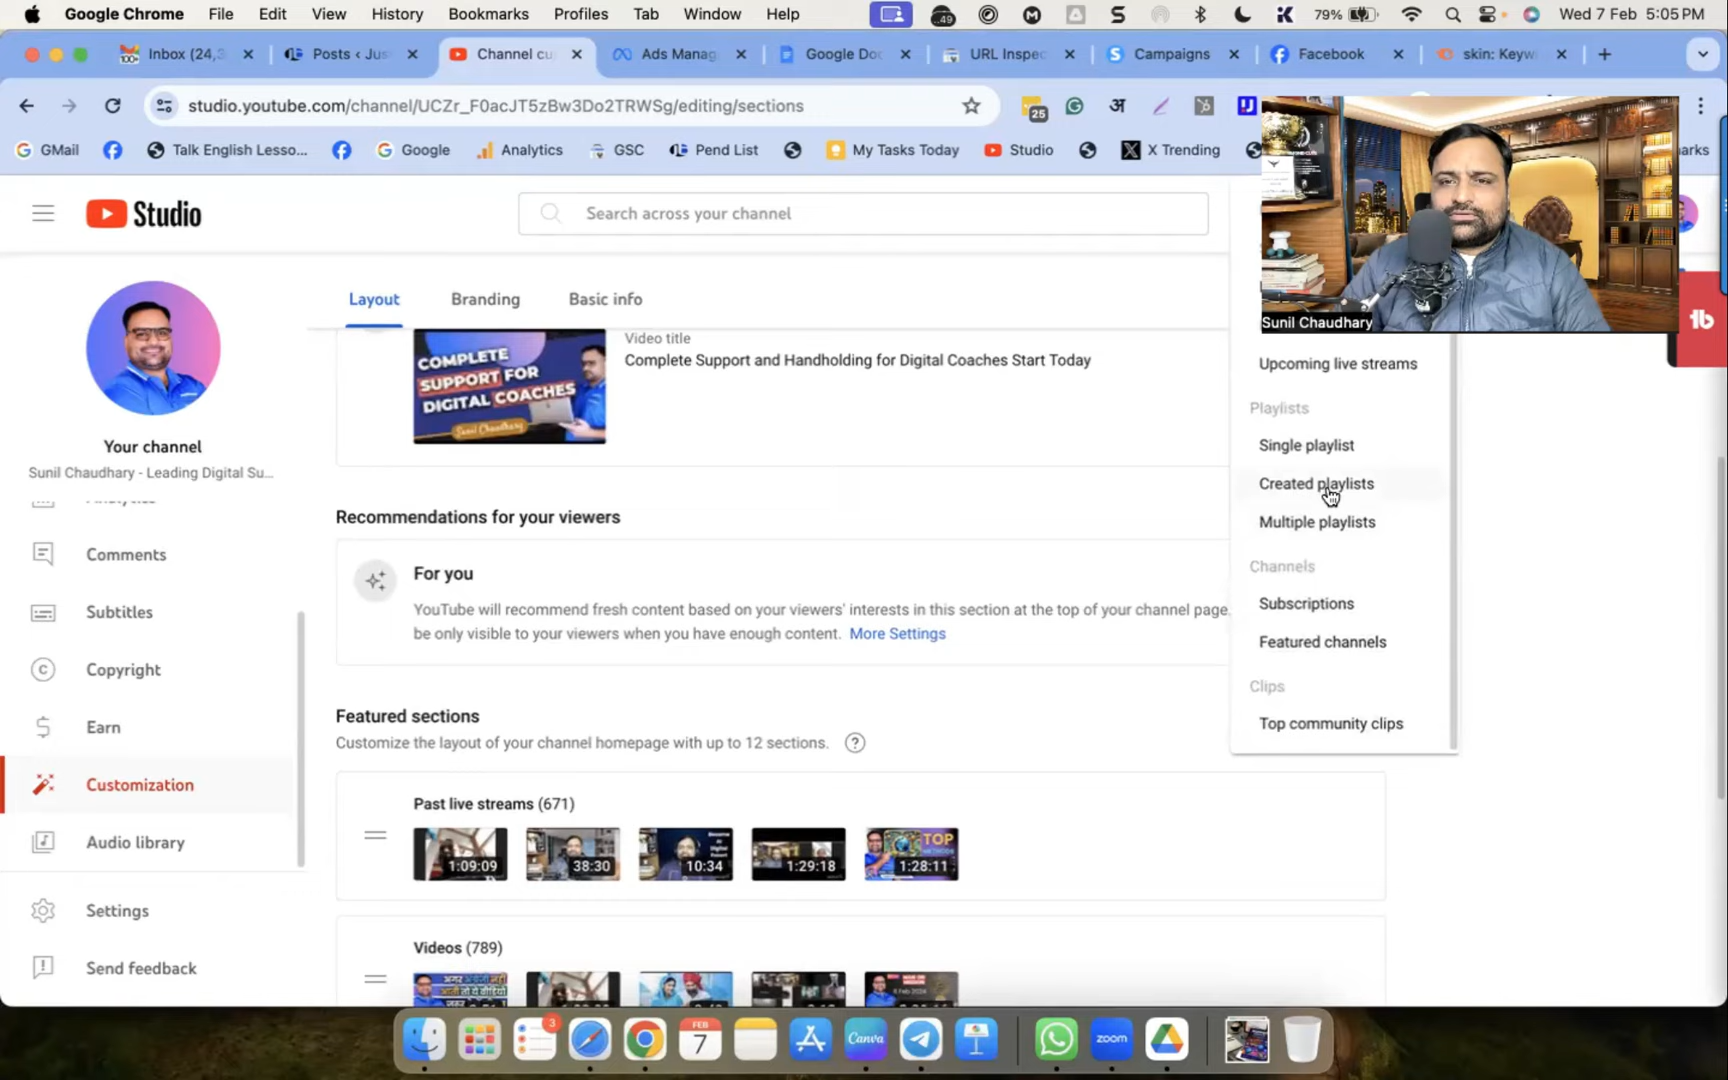 Google Chrome File Edit View History Bookmarks Profiles Tab Window Help .49 79% Wed 7 Feb 5:05 PM
Inbox (24, Posts ‹ Jus Channel cu Ads Manag Google Doc URL Inspec Campaigns Facebook skin: Keyw
studio.youtube.com/channel/UCZr_F0acJT5zBw3Do2TRWSg/editing/sections 25 अ
GMail Talk English Lesso... Google Analytics GSC Pend List My Tasks Today Studio X Trending arks
Studio
Search across your channel
Sunil Chaudhary
Layout Branding Basic info
Your channel
Sunil Chaudhary - Leading Digital Su...
Comments
Subtitles
Copyright
Earn
Customization
Audio library
Settings
Send feedback
COMPLETE
SUPPORT FOR
DIGITAL COACHES
Sunil Chaudhary
Video title
Complete Support and Handholding for Digital Coaches Start Today
Recommendations for your viewers
For you
YouTube will recommend fresh content based on your viewers' interests in this section at the top of your channel page
be only visible to your viewers when you have enough content. More Settings
Featured sections
Customize the layout of your channel homepage with up to 12 sections.
Past live streams (671)
1:09:09 38:30 10:34 1:29:18 TOP 1:28:11
Videos (789)
Upcoming live streams
Playlists
Single playlist
Created playlists
Multiple playlists
Channels
Subscriptions
Featured channels
Clips
Top community clips
3 FEB 7 Canva zoom